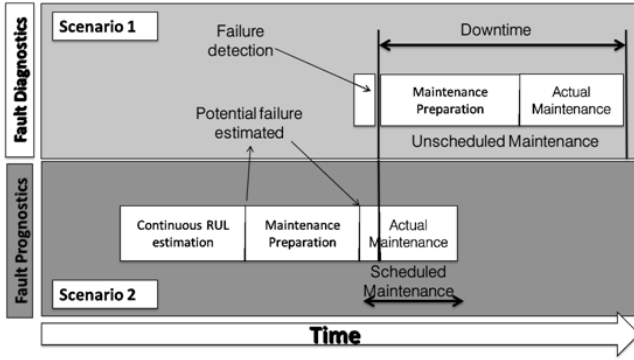 Fault Diagnostics
Scenario 1
Failure
detection
Downtime
Maintenance
Preparation
Actual
Maintenance
Unscheduled Maintenance
Potential failure
estimated
Fault Prognostics
Continuous RUL
estimation
Maintenance
Preparation
Actual
Maintenance
Scheduled
Maintenance
Scenario 2
Time